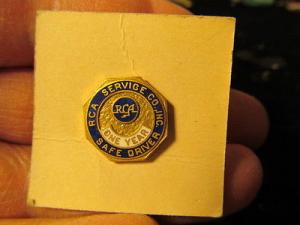 RCA SERVICE CO., INC.
RCA
ONE YEAR
SAFE DRIVER